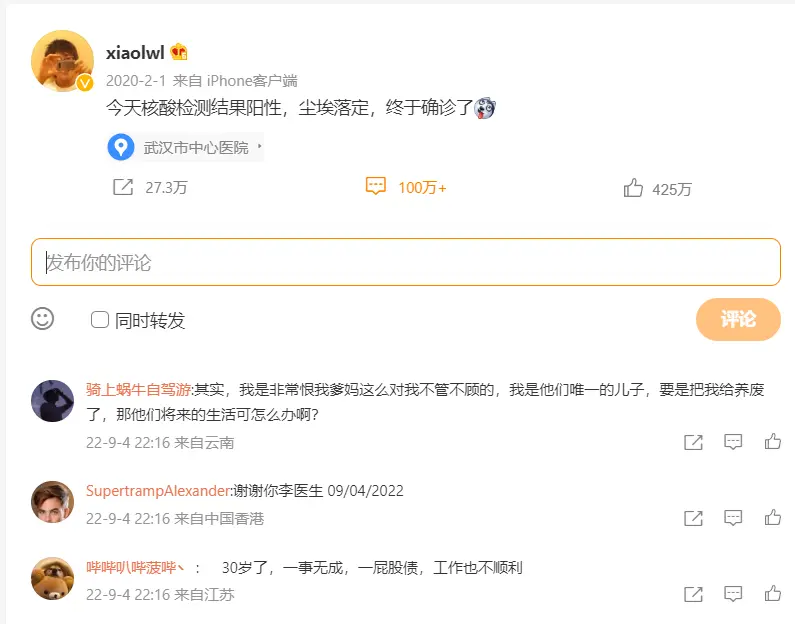 xiaolwl
2020-2-1 来自 iPhone客户端
今天核酸检测结果阳性，尘埃落定，终于确诊了
武汉市中心医院
27.3万
100万+
425万
发布你的评论
同时转发
评论
骑上蜗牛自驾游:其实，我是非常恨我爹妈这么对我不管不顾的，我是他们唯一的儿子，要是把我给养废
了，那他们将来的生活可怎么办啊?
22-9-4 22:16 来自云南
SupertrampAlexander:谢谢你李医生 09/04/2022
22-9-4 22:16 来自中国香港
哔哔叭哔菠哔丶： 30岁了，一事无成，一屁股债，工作也不顺利
22-9-4 22:16 来自江苏